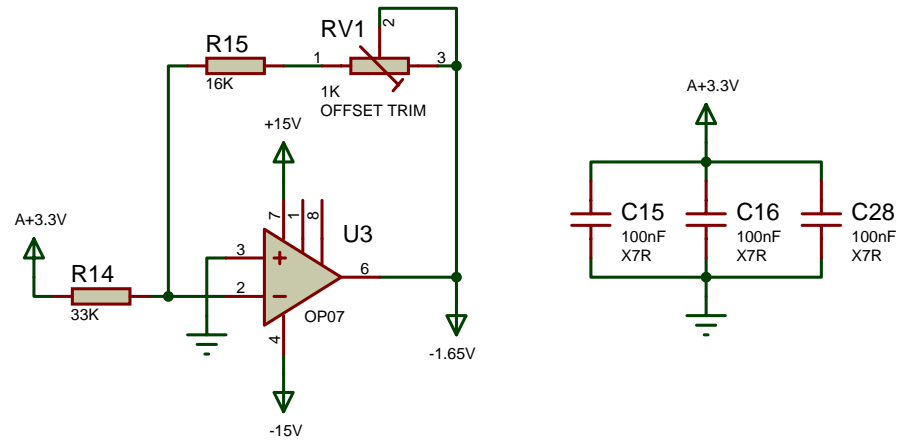 R15
16K
1
RV1
2
3
1K
OFFSET TRIM
+15V
7
1
8
U3
A+3.3V
R14
33K
3
2
6
OP07
4
-15V
-1.65V
A+3.3V
C15
100nF
X7R
C16
100nF
X7R
C28
100nF
X7R